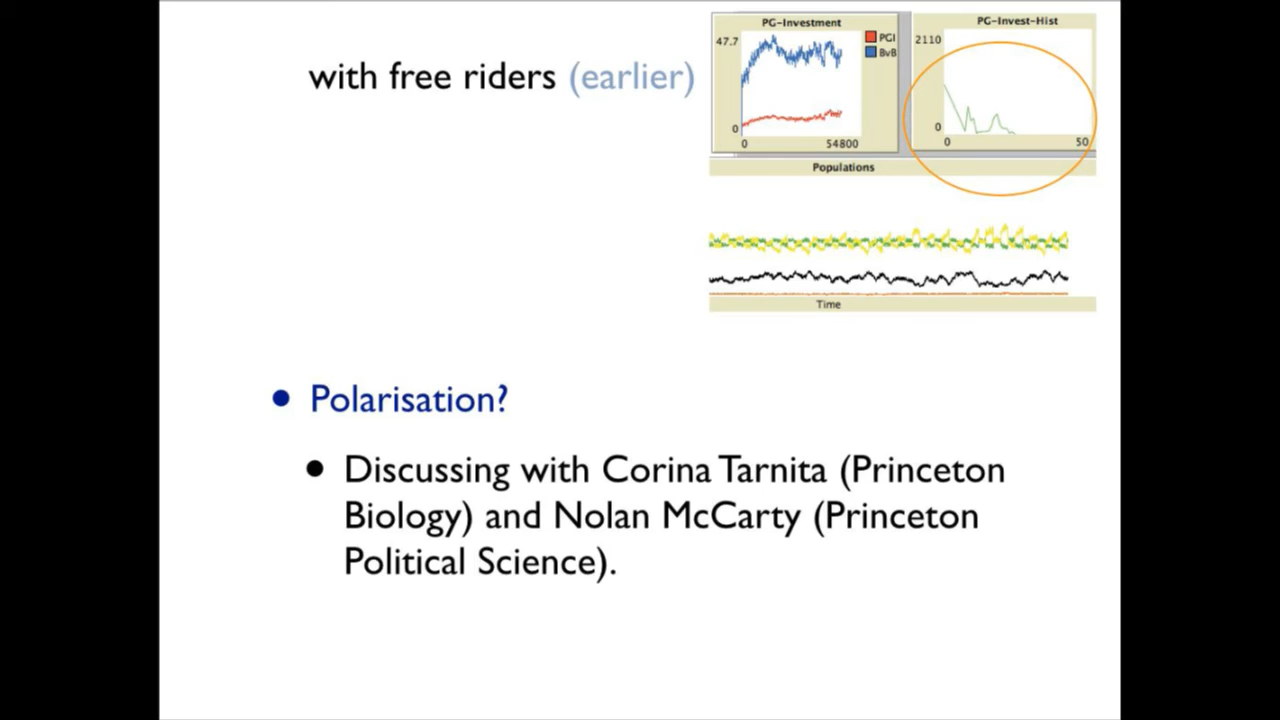 PG-Investment
47.7
PGI
BvB
0
0 54800
PG-Invest-Hist
2110
0
0 50
with free riders (earlier)
Populations
Time
• Polarisation?
• Discussing with Corina Tarnita (Princeton
Biology) and Nolan McCarty (Princeton
Political Science).